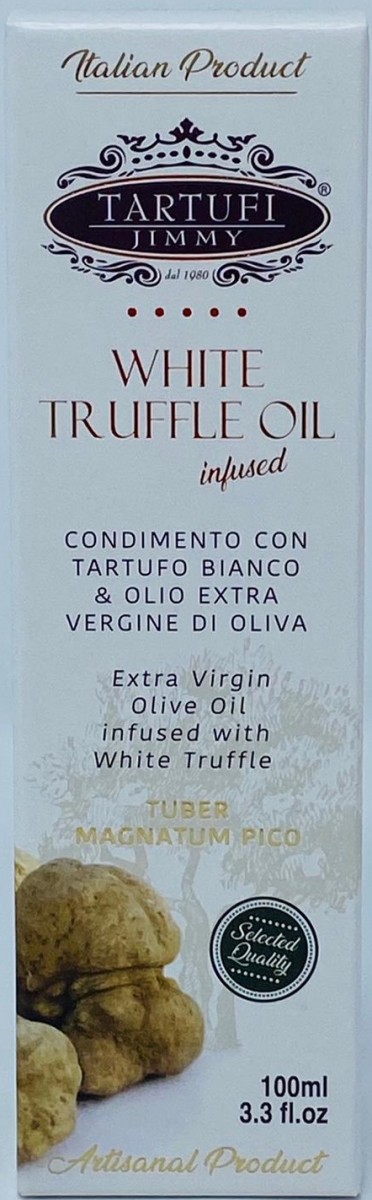 Italian Product
TARTUFI
®
JIMMY
dal 1980
WHITE
TRUFFLE OIL
infused
CONDIMENTO CON
TARTUFO BIANCO
& OLIO EXTRA
VERGINE DI OLIVA
Extra Virgin
Olive Oil
infused with
White Truffle
TUBER
MAGNATUM PICO
Selected
Quality
100ml
3.3 fl.oz
Artisanal Product